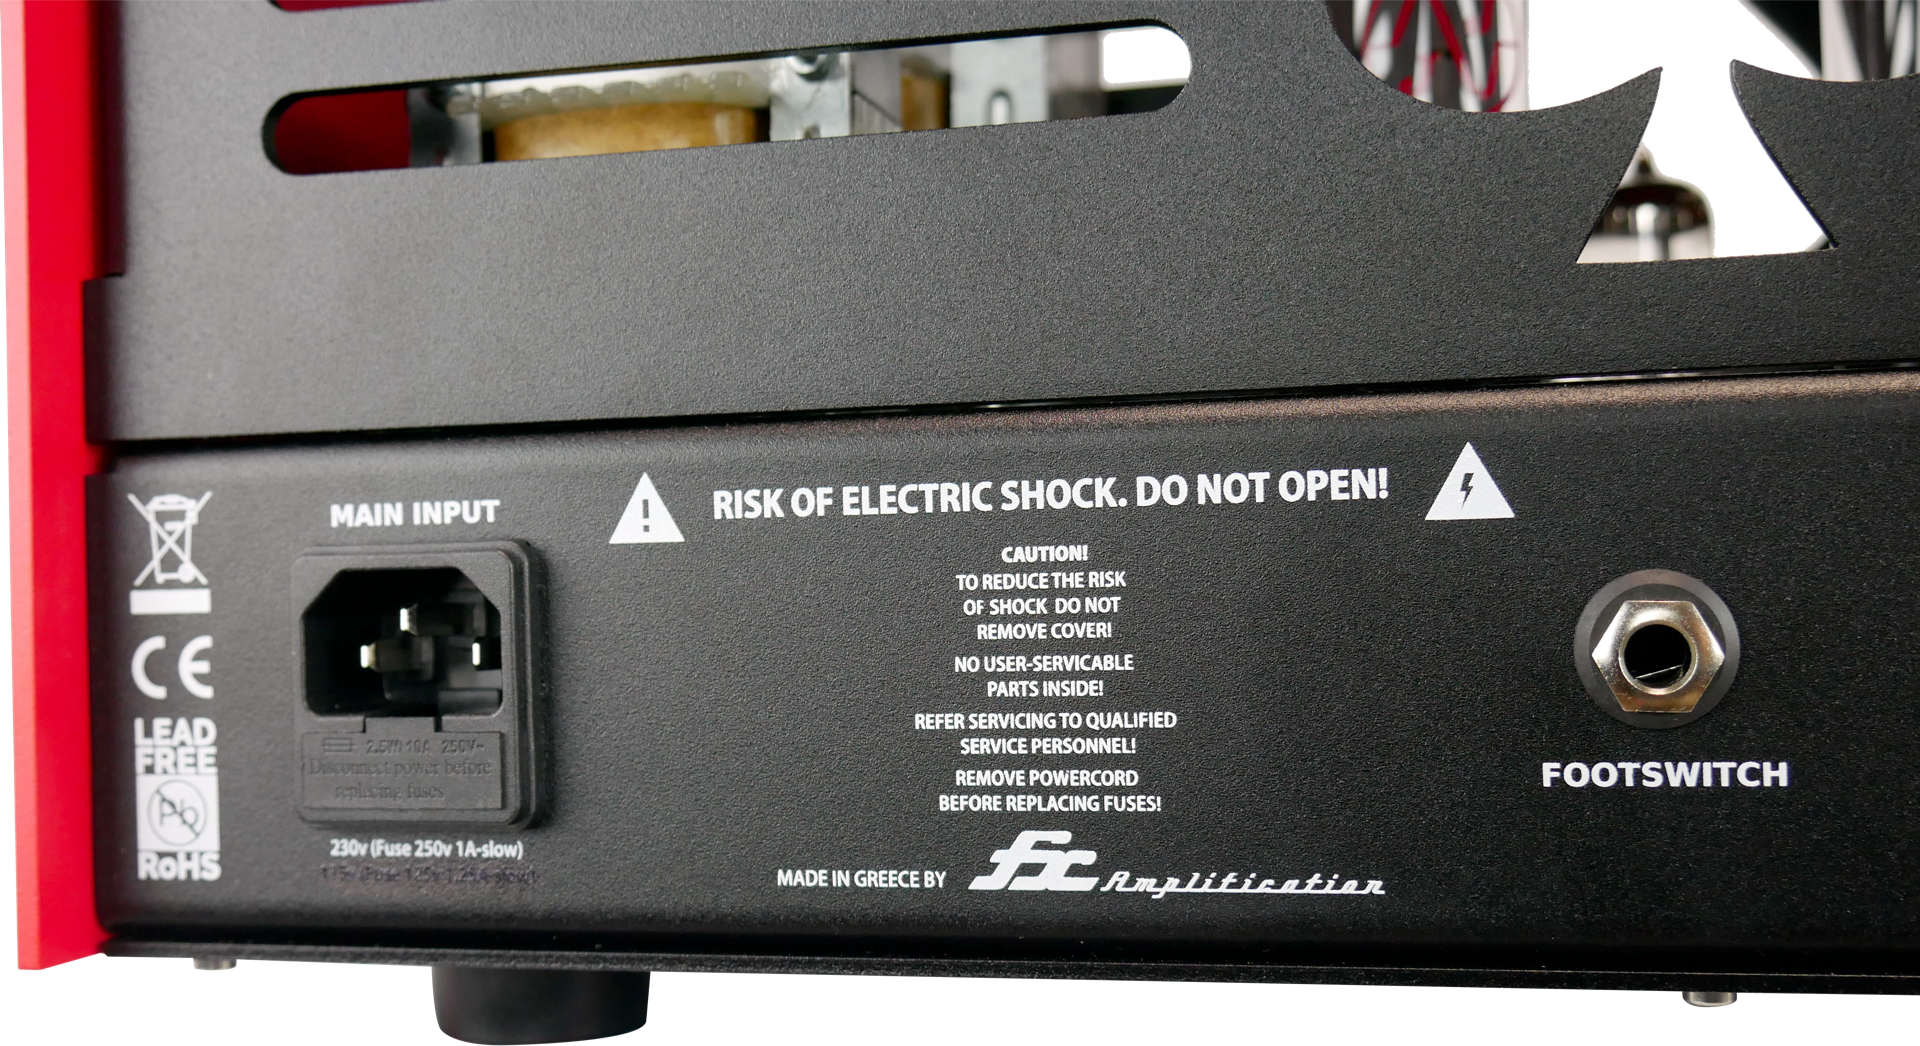 RISK OF ELECTRIC SHOCK. DO NOT OPEN!
MAIN INPUT
CAUTION!
TO REDUCE THE RISK
OF SHOCK DO NOT
REMOVE COVER!
NO USER-SERVICABLE
PARTS INSIDE!
REFER SERVICING TO QUALIFIED
SERVICE PERSONNEL!
REMOVE POWERCORD
BEFORE REPLACING FUSES!
MADE IN GREECE BY fx Amplification
CE
LEAD
FREE
Pb
RoHS
10A 250V~
Disconnect power before
replacing fuses
230v (Fuse 250v 1A-slow)
FOOTSWITCH